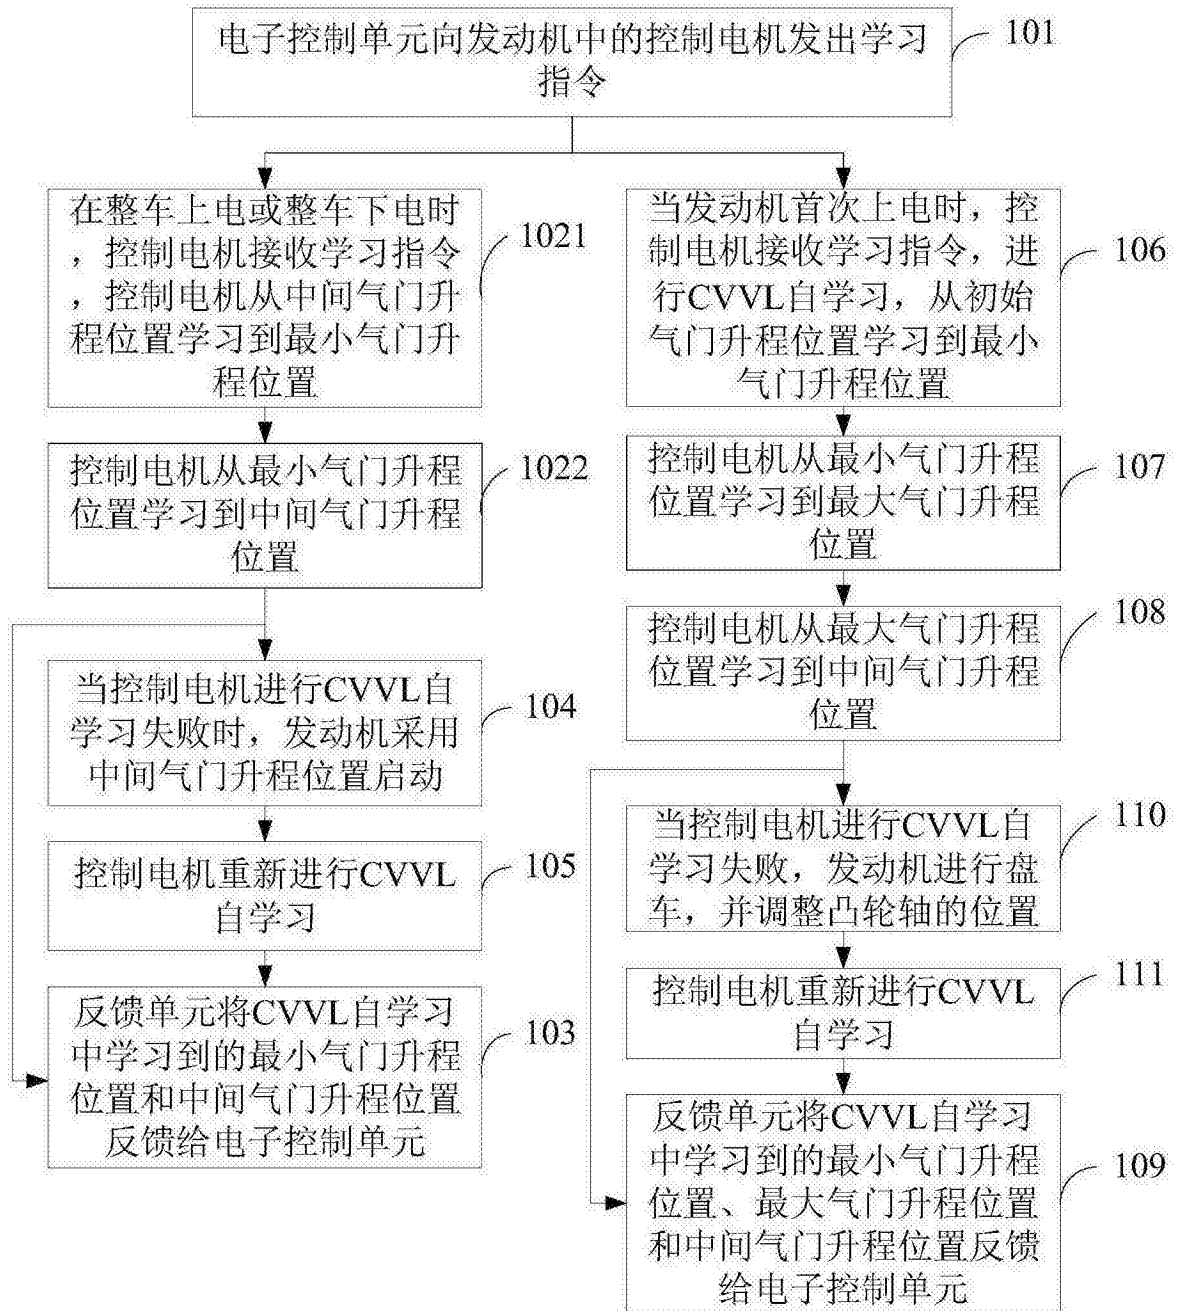 电子控制单元向发动机中的控制电机发出学习
指令
101
在整车上电或整车下电时
，控制电机接收学习指令
，控制电机从中间气门升
程位置学习到最小气门升
程位置
1021
控制电机从最小气门升程
位置学习到中间气门升程
位置
1022
当控制电机进行CVVL自
学习失败时，发动机采用
中间气门升程位置启动
104
控制电机重新进行CVVL
自学习
105
反馈单元将CVVL自学习
中学习到的最小气门升程
位置和中间气门升程位置
反馈给电子控制单元
103
当发动机首次上电时，控
制电机接收学习指令，进
行CVVL自学习，从初始
气门升程位置学习到最小
气门升程位置
106
控制电机从最小气门升程
位置学习到最大气门升程
位置
107
控制电机从最大气门升程
位置学习到中间气门升程
位置
108
当控制电机进行CVVL自
学习失败，发动机进行盘
车，并调整凸轮轴的位置
110
控制电机重新进行CVVL
自学习
111
反馈单元将CVVL自学习
中学习到的最小气门升程
位置、最大气门升程位置
和中间气门升程位置反馈
给电子控制单元
109